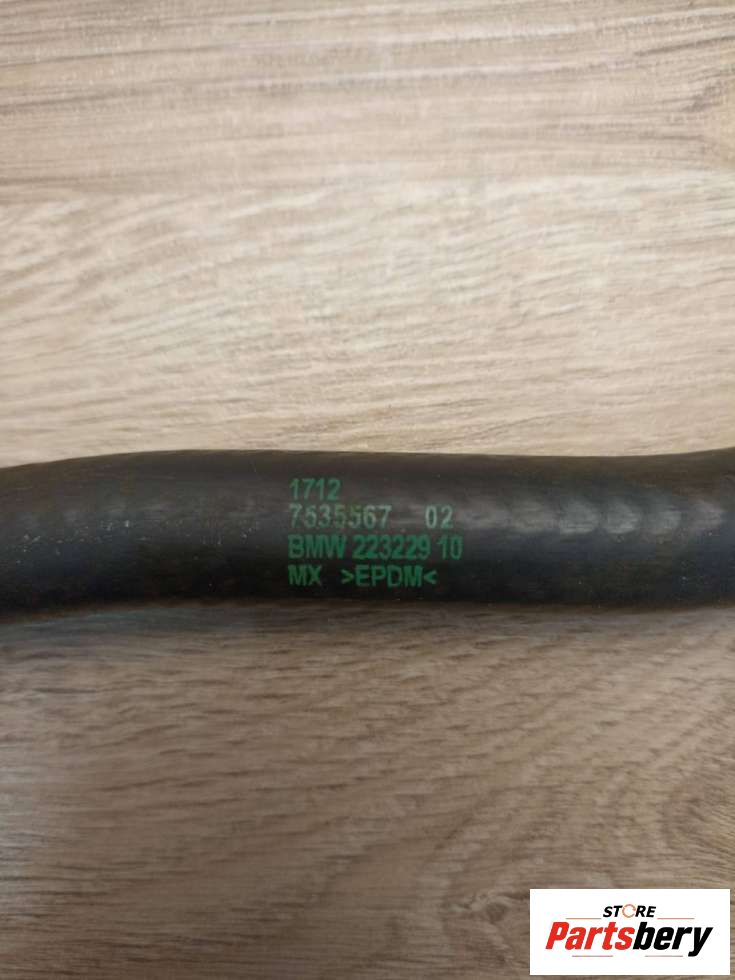 1712
7535567 02
BMW 223229 10
MX >EPDM<
STORE
Partsbery